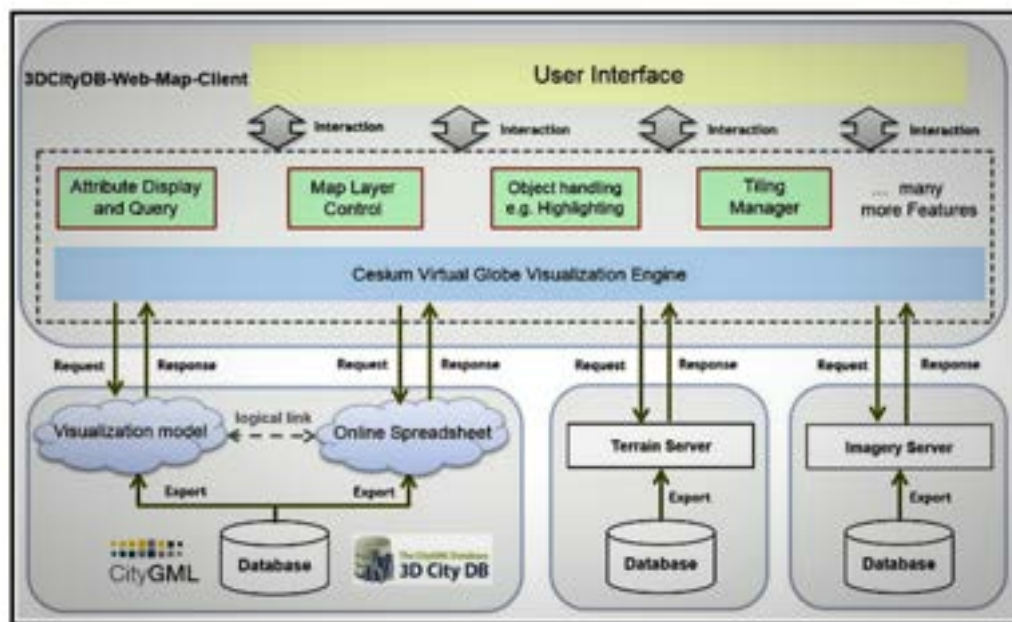 User Interface
3DCityDB-Web-Map-Client
Interaction
Interaction
Interaction
Interaction
Attribute Display
and Query
Map Layer
Control
Object handling
e.g. Highlighting
Tiling
Manager
... many
more Features
Cesium Virtual Globe Visualization Engine
Request
Response
Request
Response
Request
Response
Request
Response
Visualization model
logical link
Online Spreadsheet
Terrain Server
Imagery Server
Export
Export
Export
Export
CityGML
Database
The CityGML Database
3D City DB
Database
Database